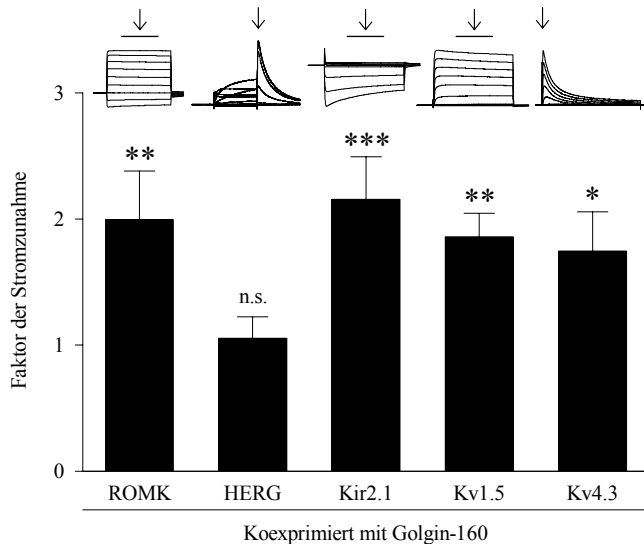 3
2
1
0
Faktor der Stromzunahme
**
n.s.
***
**
*
ROMK HERG Kir2.1 Kv1.5 Kv4.3
Koexprimiert mit Golgin-160